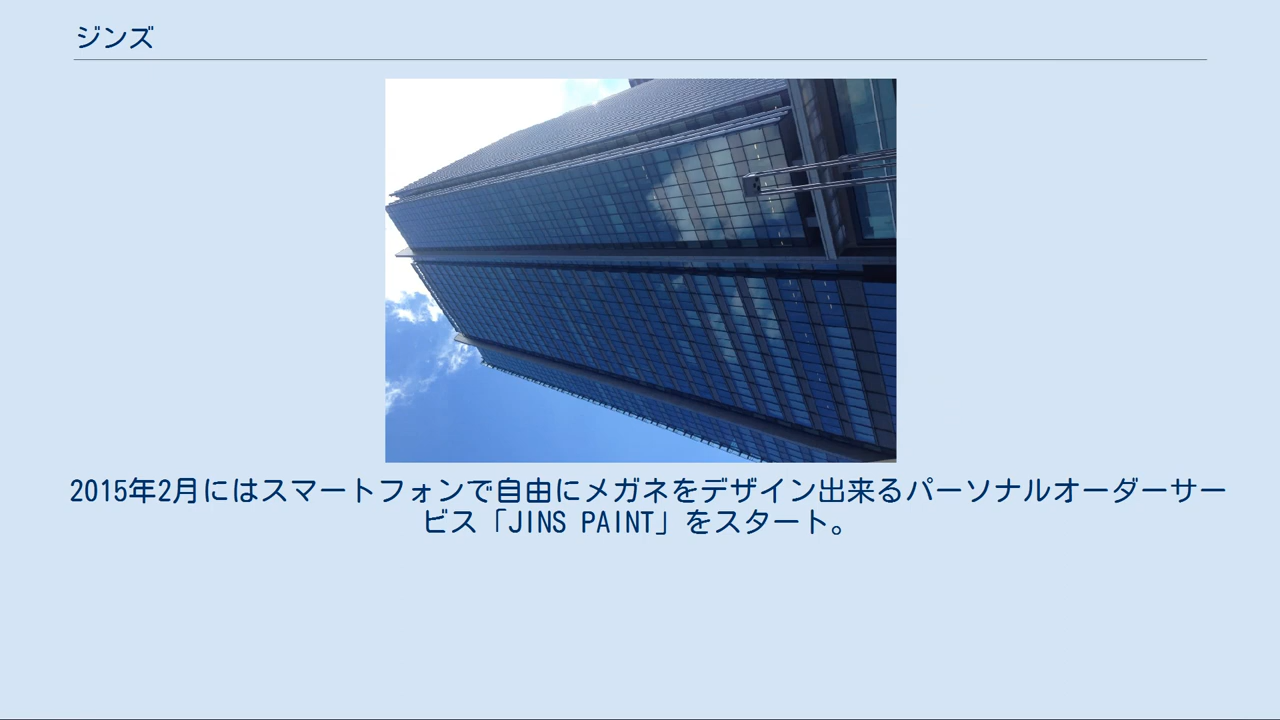 ジンズ
2015年2月にはスマートフォンで自由にメガネをデザイン出来るパーソナルオーダーサー
ビス「JINS PAINT」をスタート。